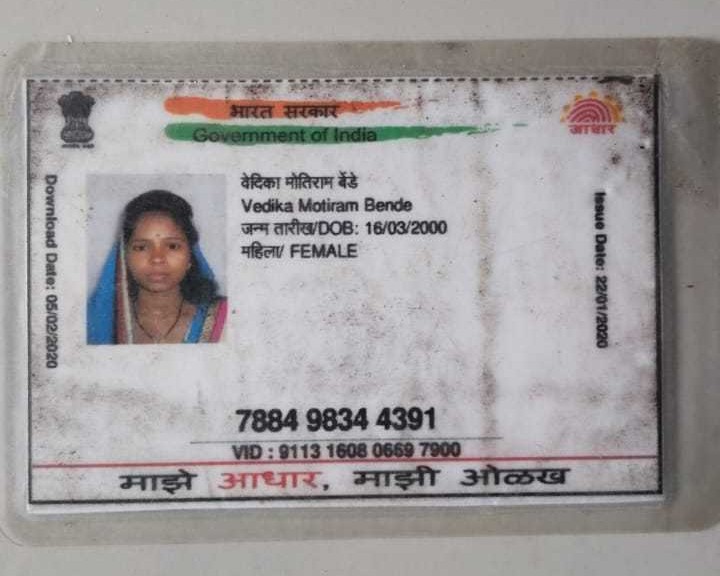 भारत सरकार
Government of India
आधार
Download Date: 05/02/2020
वेदिका मोतिराम बेंडे
Vedika Motiram Bende
जन्म तारीख/DOB: 16/03/2000
महिला/ FEMALE
Issue Date: 22/01/2020
7884 9834 4391
VID : 9113 1608 0669 7900
माझे आधार, माझी ओळख